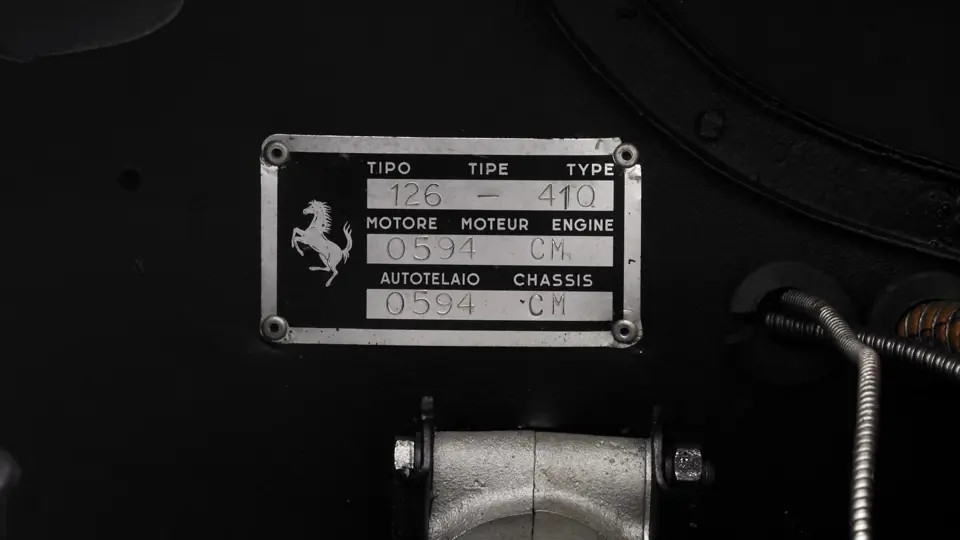 TIPO TIPE TYPE
126 - 410
MOTORE MOTEUR ENGINE
0594 CM
AUTOTELAIO CHASSIS
0594 CM